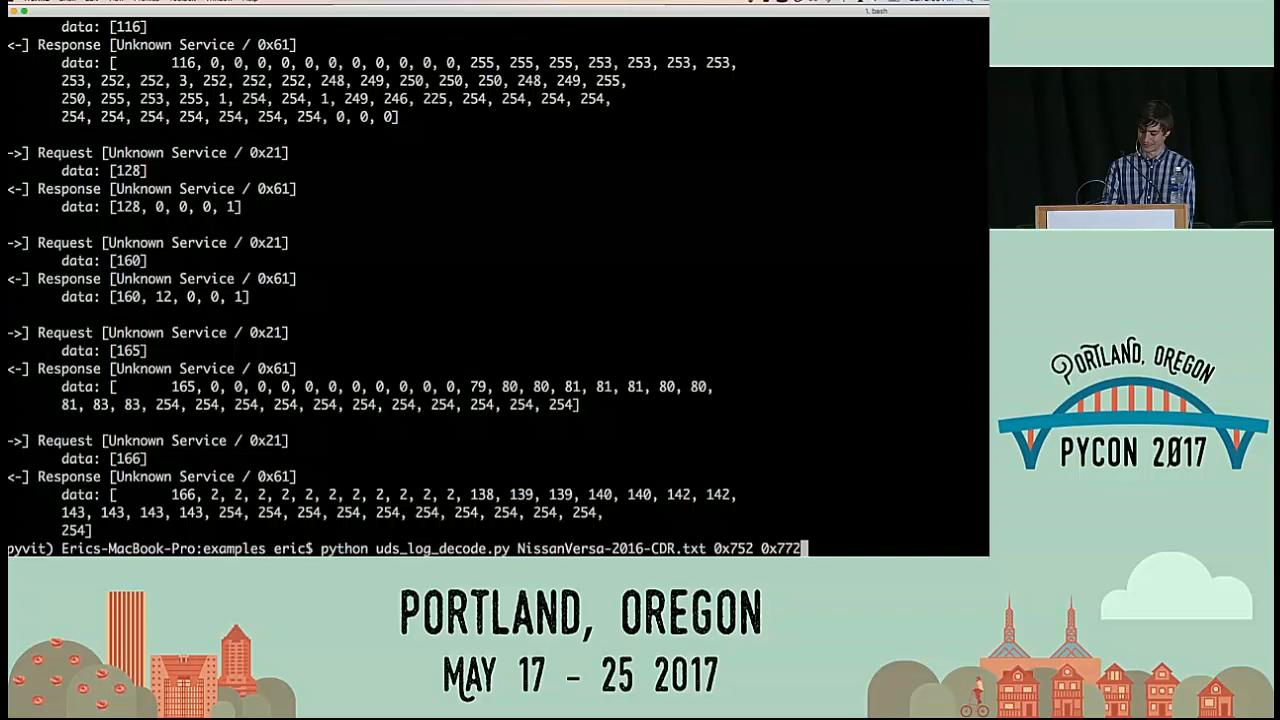 1. bash
data: [116]
<-] Response [Unknown Service / 0x61]
data: [ 116, 0, 0, 0, 0, 0, 0, 0, 0, 0, 0, 0, 255, 255, 255, 253, 253, 253, 253,
253, 252, 252, 3, 252, 252, 252, 248, 249, 250, 250, 250, 248, 249, 255,
250, 255, 253, 255, 1, 254, 254, 1, 249, 246, 225, 254, 254, 254, 254,
254, 254, 254, 254, 254, 254, 254, 0, 0, 0]
->] Request [Unknown Service / 0x21]
data: [128]
<-] Response [Unknown Service / 0x61]
data: [128, 0, 0, 0, 1]
->] Request [Unknown Service / 0x21]
data: [160]
<-] Response [Unknown Service / 0x61]
data: [160, 12, 0, 0, 1]
->] Request [Unknown Service / 0x21]
data: [165]
<-] Response [Unknown Service / 0x61]
data: [ 165, 0, 0, 0, 0, 0, 0, 0, 0, 0, 0, 0, 79, 80, 80, 81, 81, 81, 80, 80,
81, 83, 83, 254, 254, 254, 254, 254, 254, 254, 254, 254, 254, 254]
->] Request [Unknown Service / 0x21]
data: [166]
<-] Response [Unknown Service / 0x61]
data: [ 166, 2, 2, 2, 2, 2, 2, 2, 2, 2, 2, 2, 138, 139, 139, 140, 140, 142, 142,
143, 143, 143, 143, 254, 254, 254, 254, 254, 254, 254, 254, 254, 254,
254]
pyvit) Erics-MacBook-Pro:examples eric$ python uds_log_decode.py NissanVersa-2016-CDR.txt 0x752 0x772
PORTLAND, OREGON
PYCON 2017
PORTLAND, OREGON
MAY 17 - 25 2017